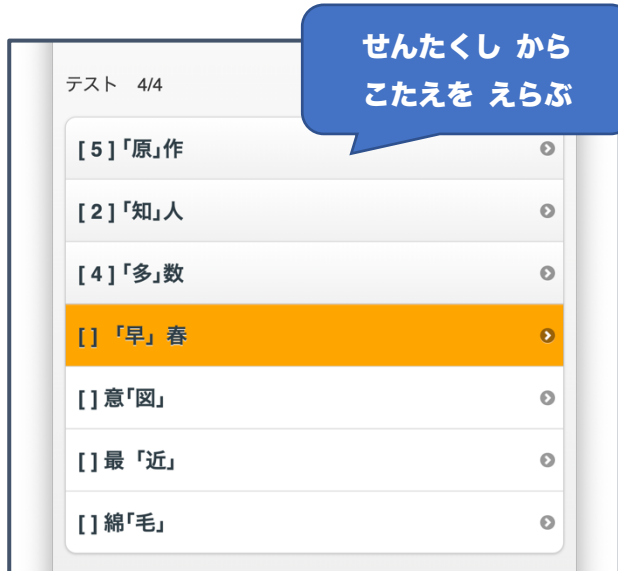 せんたくし から
こたえを えらぶ
テスト 4/4
[ 5 ]「原」作
[ 2 ]「知」人
[ 4 ]「多」数
[ ] 「早」春
[ ] 意「図」
[ ] 最「近」
[ ] 綿「毛」